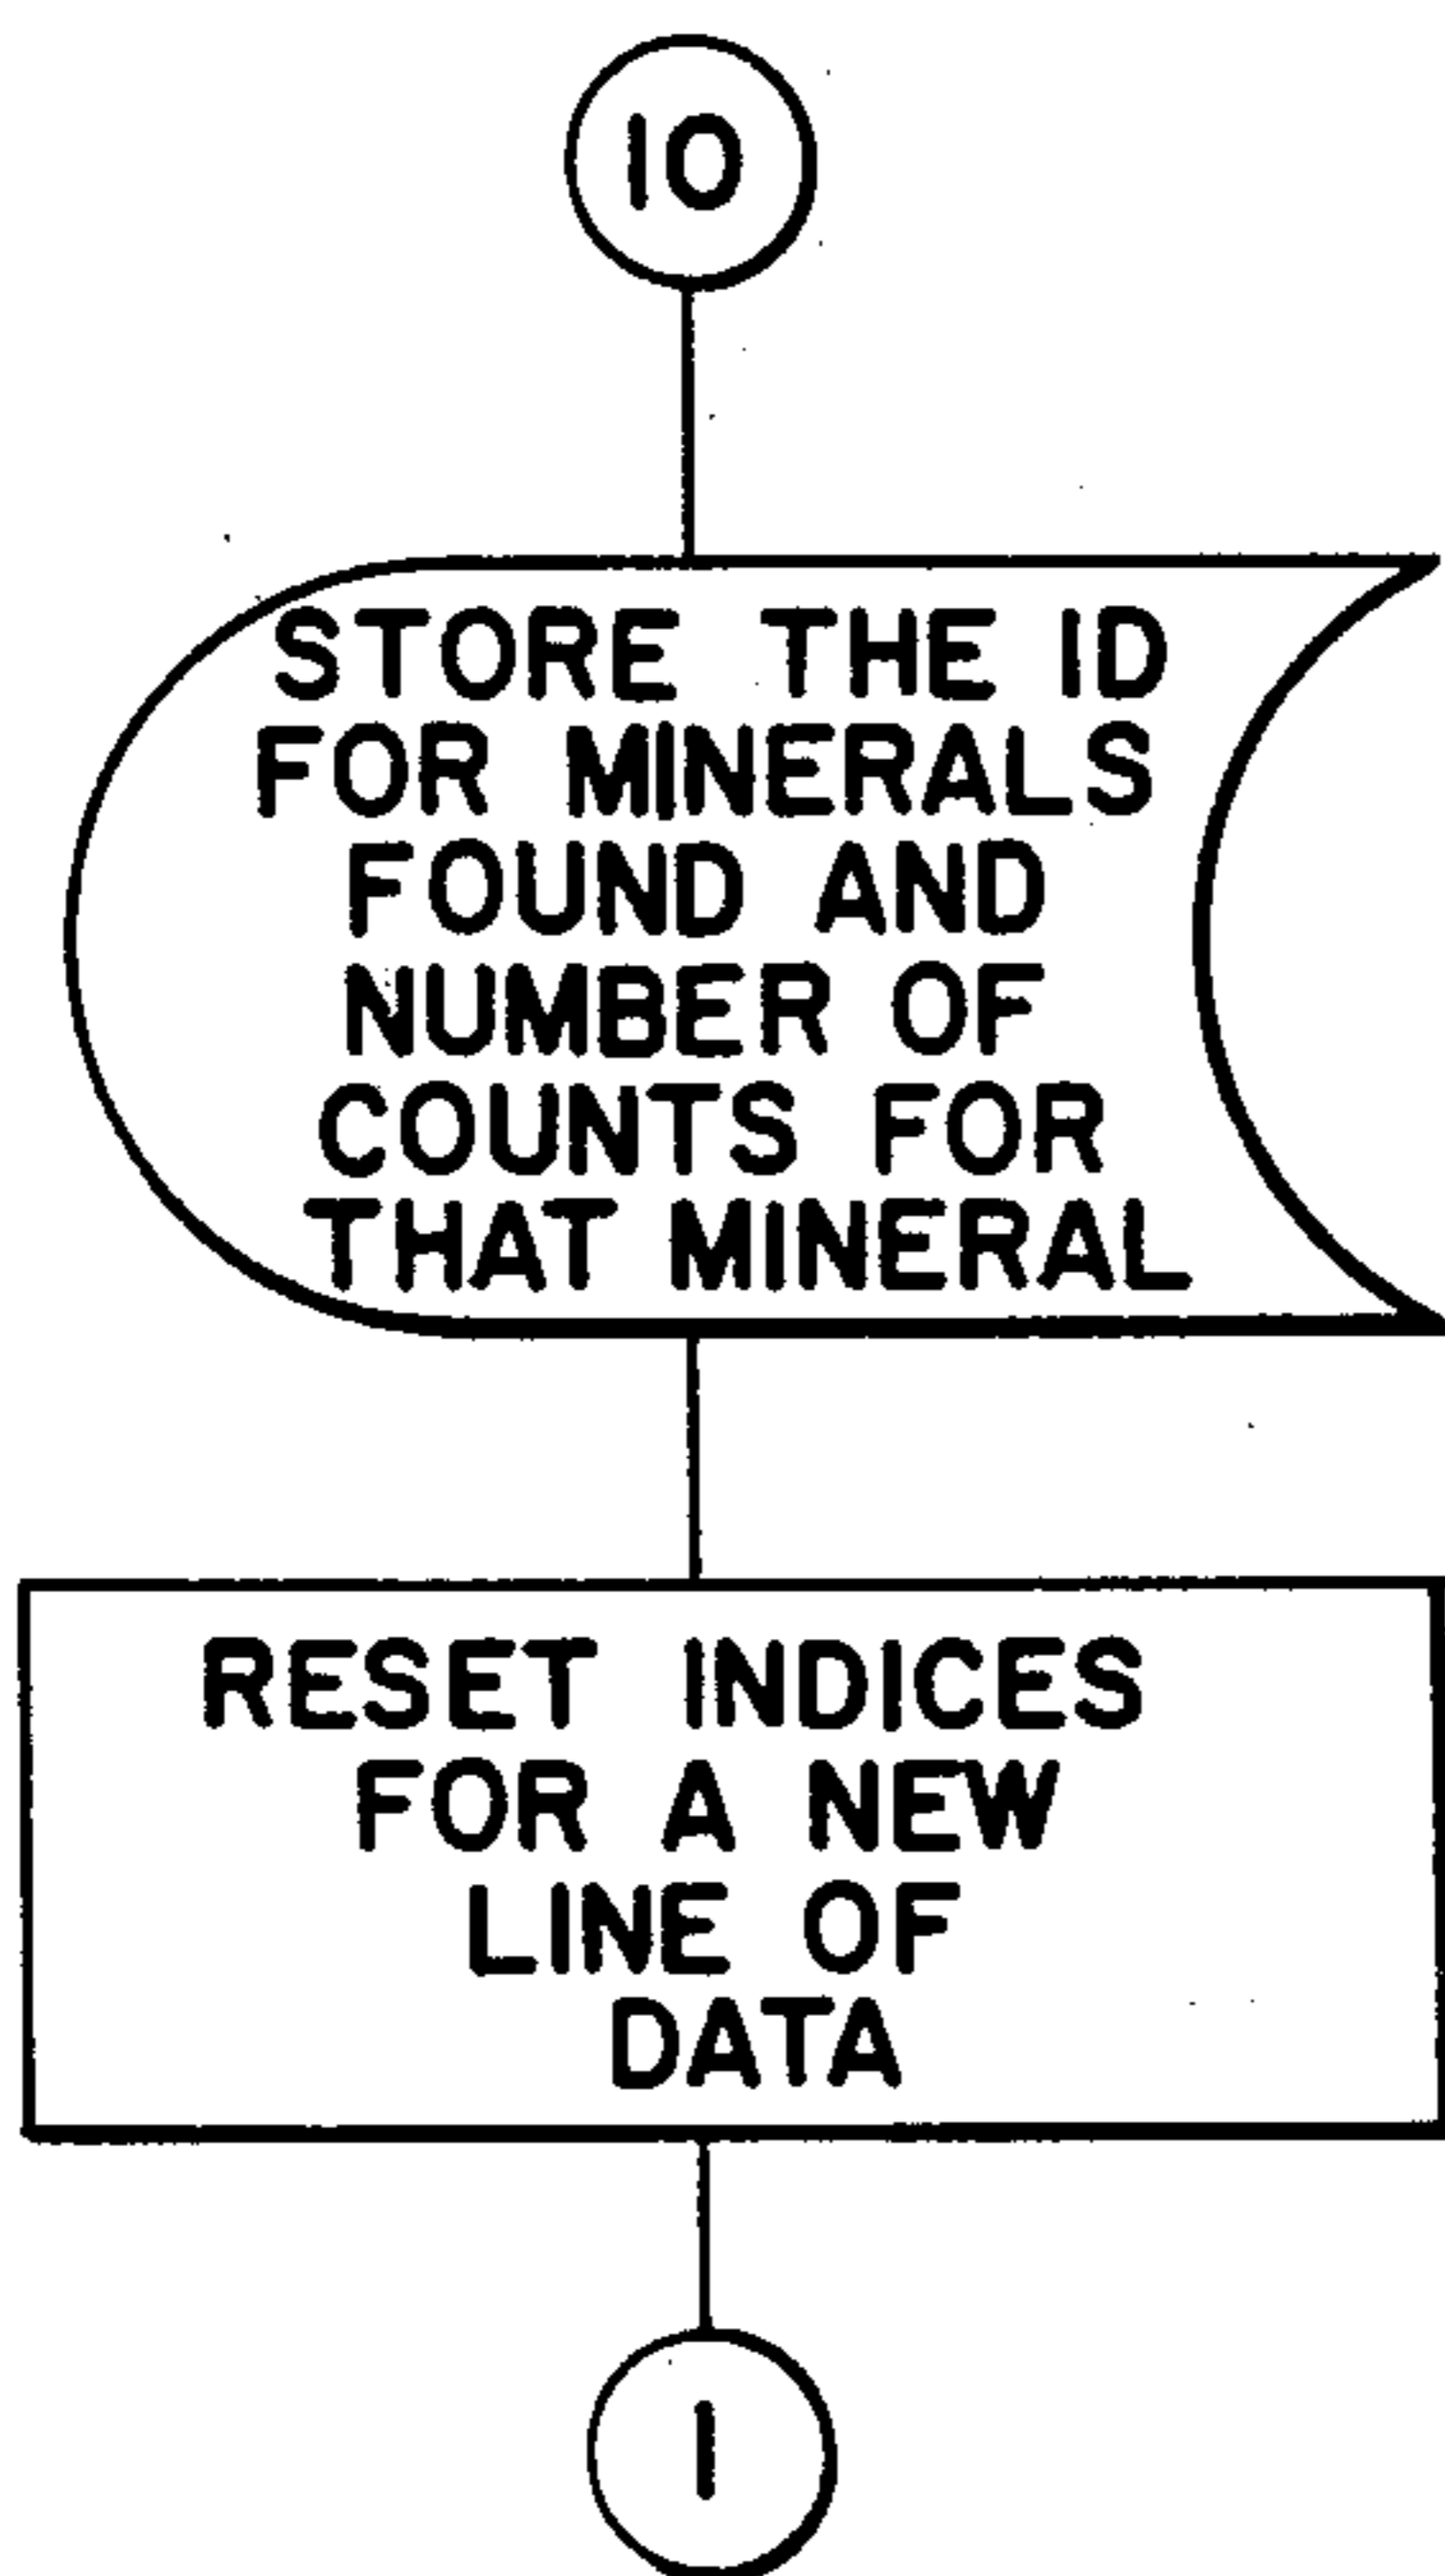 10
STORE THE ID
FOR MINERALS
FOUND AND
NUMBER OF
COUNTS FOR
THAT MINERAL
RESET INDICES
FOR A NEW
LINE OF
DATA
1